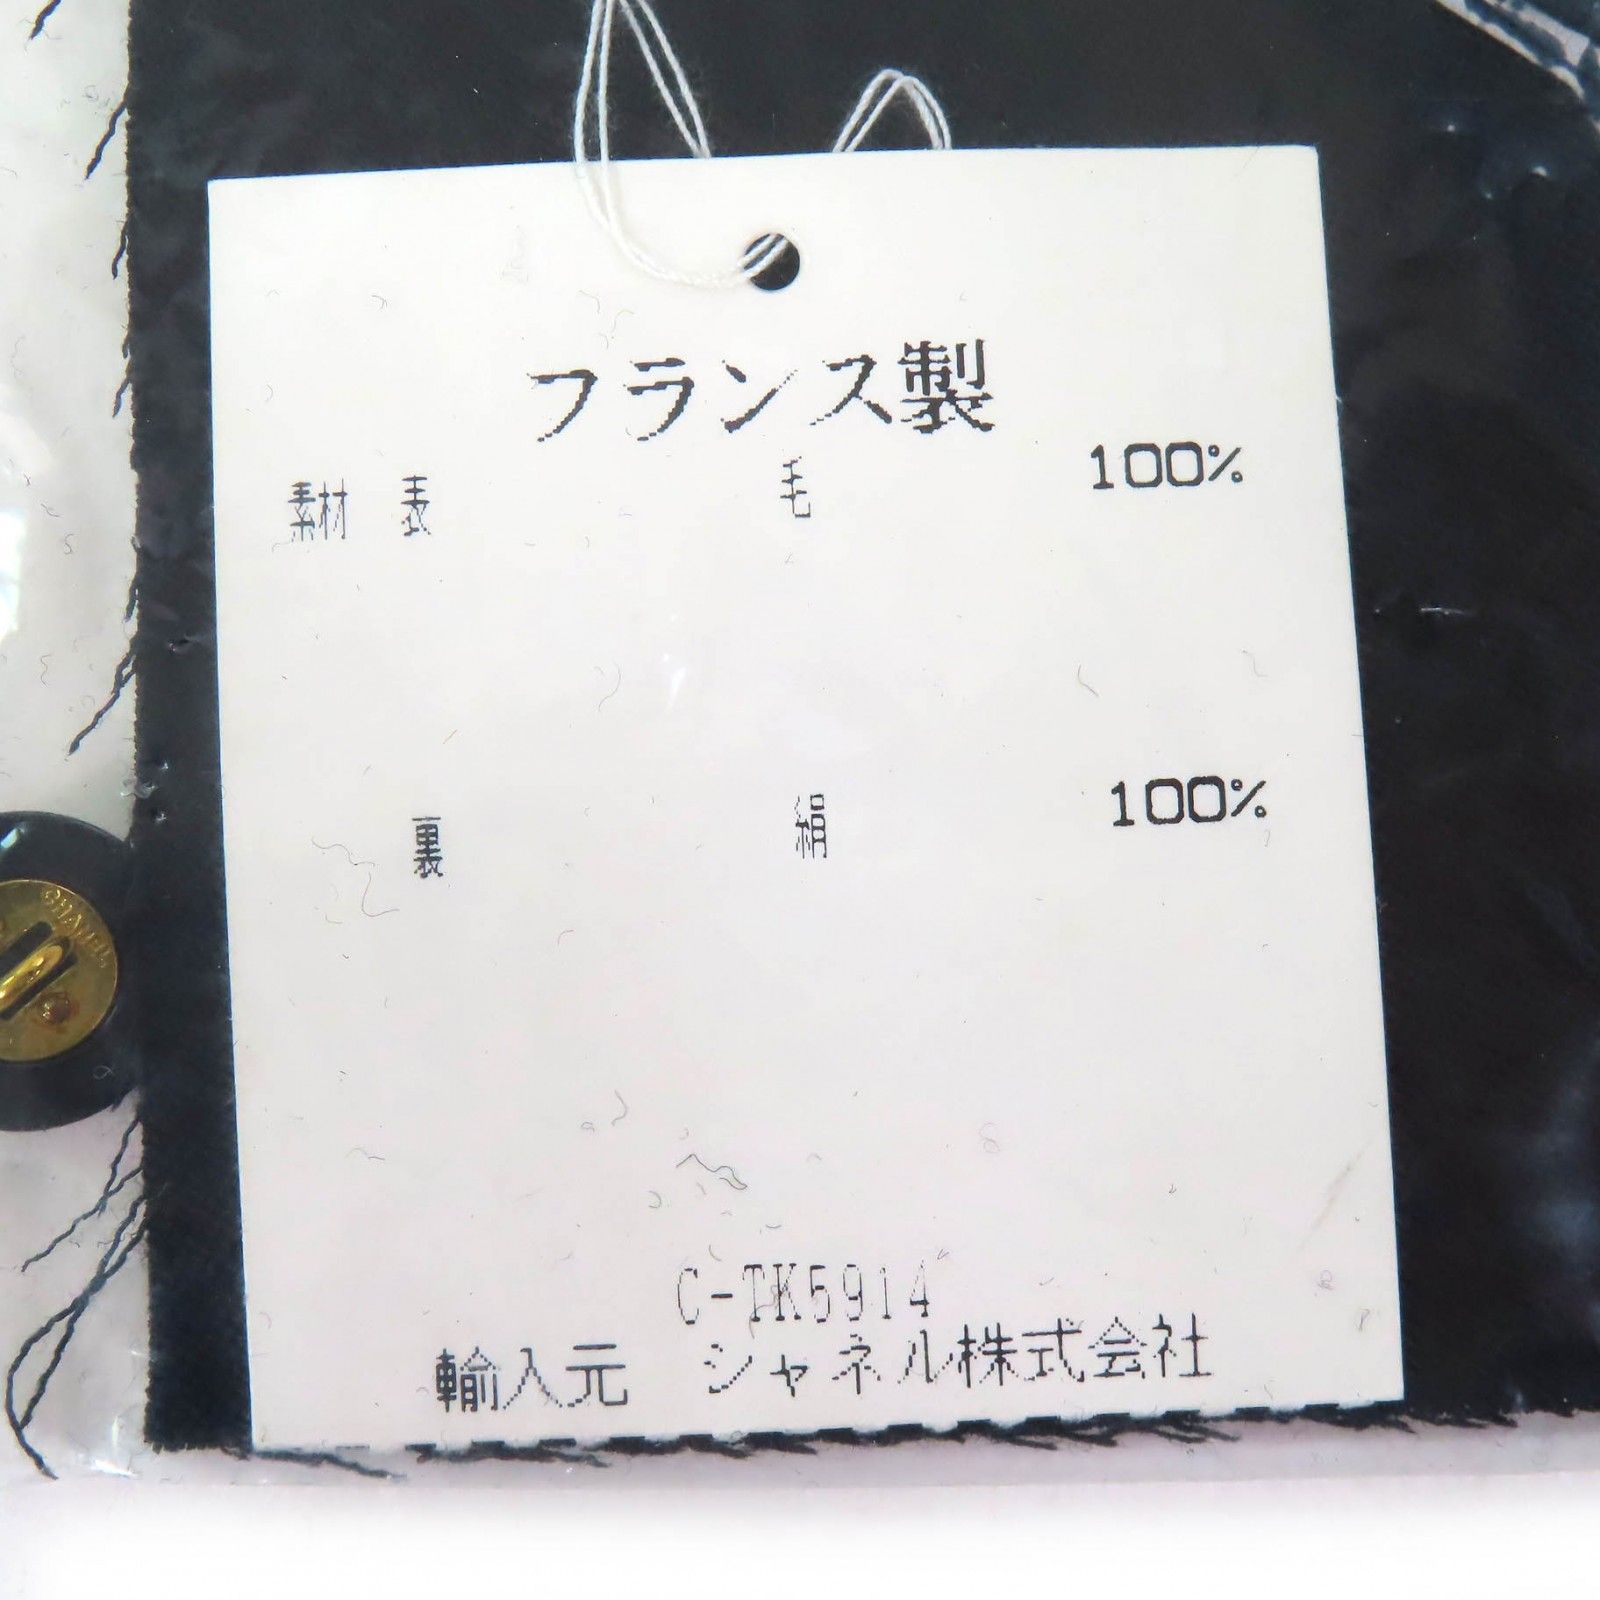 フランス製
素材 表 毛 100%
裏 絹 100%
C-TK5914
輸入元 シャネル株式会社
CHANEL